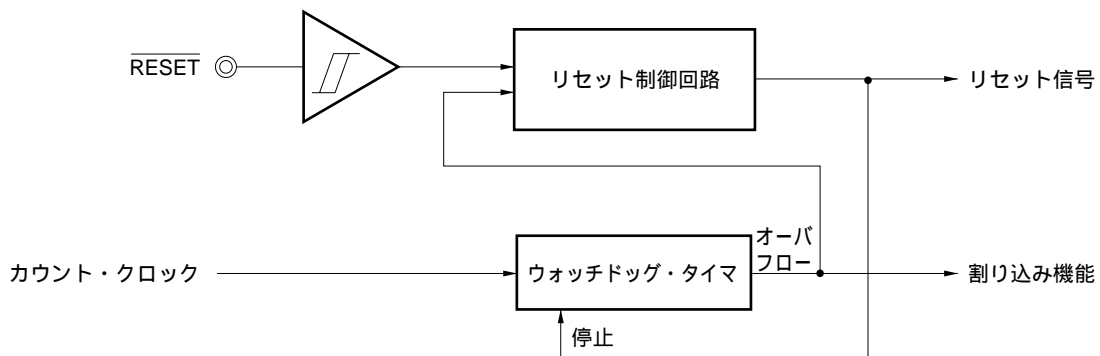 RESET
リセット制御回路
リセット信号
カウント・クロック
ウォッチドッグ・タイマ
オーバ
フロー
割り込み機能
停止